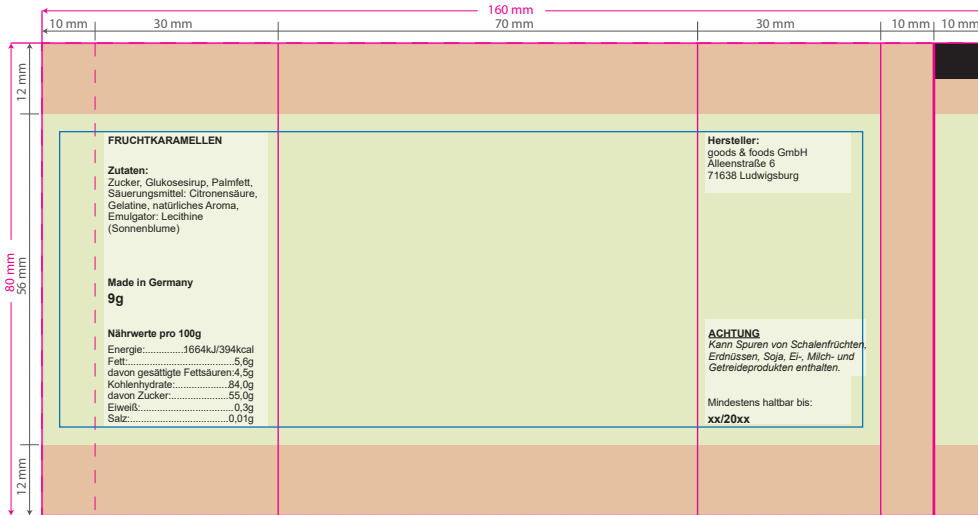 160 mm
10 mm
30 mm
70 mm
30 mm
10 mm
10 mm
12 mm
80 mm
56 mm
12 mm
FRUCHTKARAMELLEN
Zutaten:
Zucker, Glukosesirup, Palmfett,
Säuerungsmittel: Citronensäure,
Gelatine, natürliches Aroma,
Emulgator: Lecithine
(Sonnenblume)
Made in Germany
9g
Nährwerte pro 100g
Energie:..............1664kJ/394kcal
Fett:......................................5,6g
davon gesättigte Fettsäuren:4,5g
Kohlenhydrate:...................84,0g
davon Zucker:.....................55,0g
Eiweiß:.................................0,3g
Salz:...................................0,01g
Hersteller:
goods & foods GmbH
Alleenstraße 6
71638 Ludwigsburg
ACHTUNG
Kann Spuren von Schalenfrüchten,
Erdnüssen, Soja, Ei-, Milch- und
Getreideprodukten enthalten.
Mindestens haltbar bis:
xx/20xx